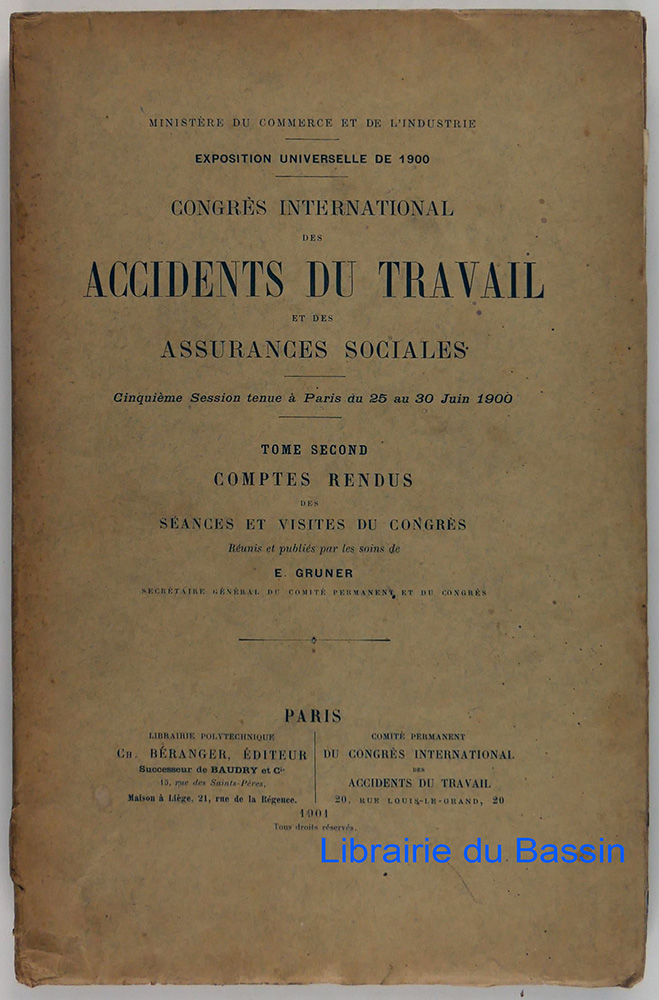 MINISTÈRE DU COMMERCE ET DE L'INDUSTRIE
EXPOSITION UNIVERSELLE DE 1900
CONGRÈS INTERNATIONAL
DES
ACCIDENTS DU TRAVAIL
ET DES
ASSURANCES SOCIALES
Cinquième Session tenue à Paris du 25 au 30 Juin 1900
TOME SECOND
COMPTES RENDUS
DES
SÉANCES ET VISITES DU CONGRÈS
Réunis et publiés par les soins de
E. GRUNER
SECRÉTAIRE GÉNÉRAL DU COMITÉ PERMANENT ET DU CONGRÈS
PARIS
LIBRAIRIE POLYTECHNIQUE
CH. BÉRANGER, ÉDITEUR
Successeur de BAUDRY et Cie
15, rue des Saints-Pères,
Maison à Liège, 21, rue de la Régence.
COMITÉ PERMANENT
DU CONGRÈS INTERNATIONAL
DES
ACCIDENTS DU TRAVAIL
20, RUE LOUIS-LE-GRAND, 20
1901
Tous droits réservés.
Librairie du Bassin